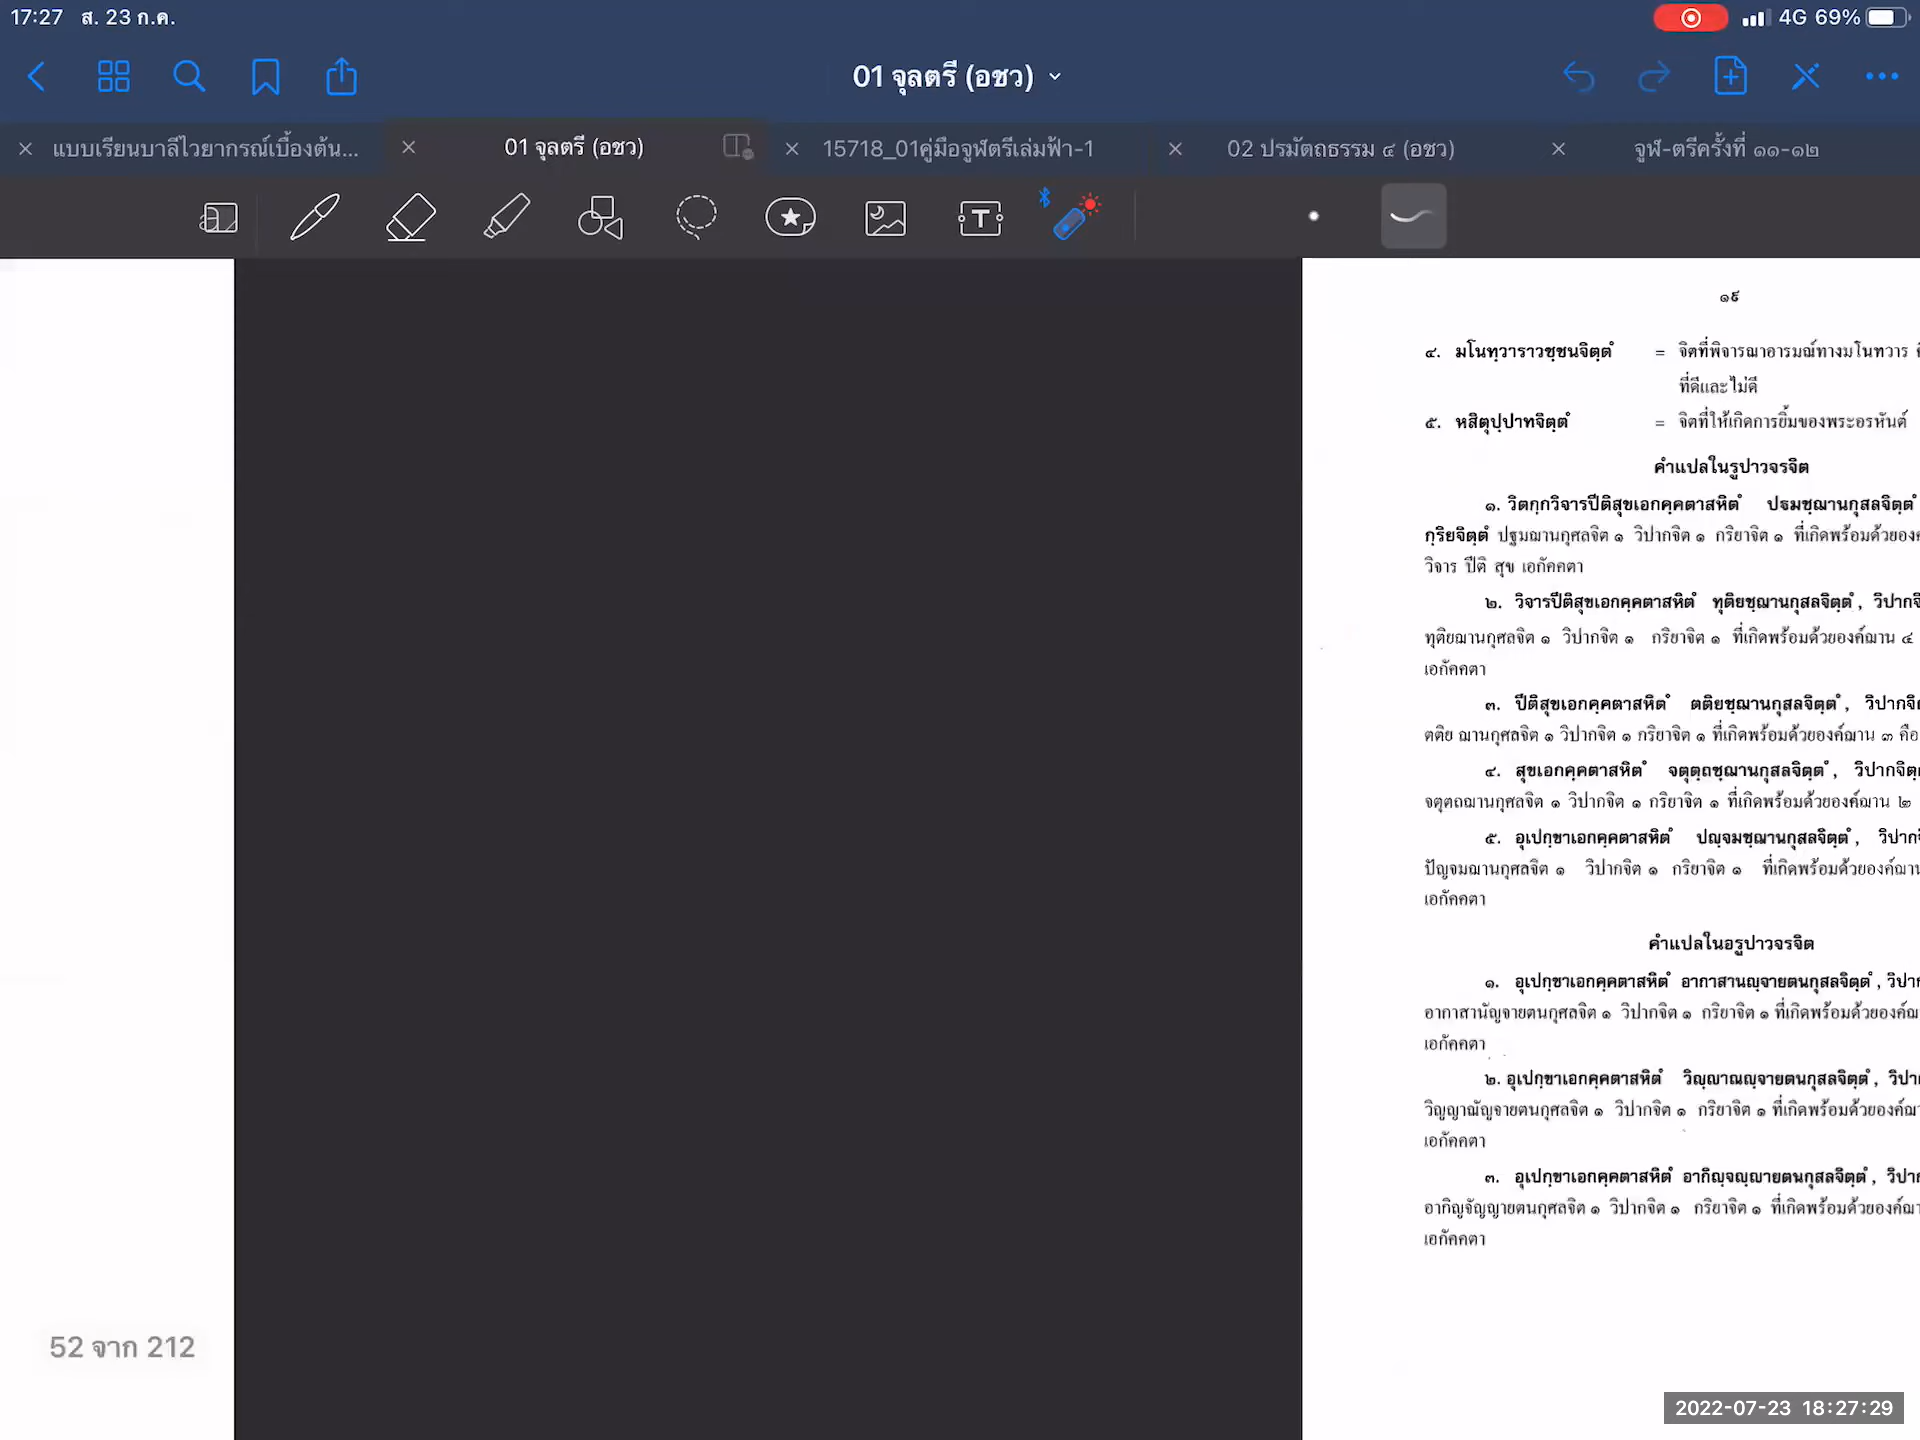 17:27 ส. 23 ก.ค.
4G 69%
01 จุลตรี (อชว)
แบบเรียนบาลีไวยากรณ์เบื้องต้น...
01 จุลตรี (อชว)
15718_01คู่มือจูฬตรีเล่มฟ้า-1
02 ปรมัตถธรรม ๔ (อชว)
จูฬ-ตรีครั้งที่ ๑๑-๑๒
๑๙
๔. มโนทฺวาราวชฺชนจิตฺตํ = จิตที่พิจารณาอารมณ์ทางมโนทวาร
ที่ดีและไม่ดี
๕. หสิตุปฺปาทจิตฺตํ = จิตที่ให้เกิดการยิ้มของพระอรหันต์
คำแปลในรูปาวจรจิต
๑. วิตกฺกวิจารปีติสุขเอกคฺคตาสหิตํ ปฐมชฺฌานกุสลจิตฺตํ
กฺริยจิตฺตํ ปฐมฌานกุศลจิต ๑ วิปากจิต ๑ กริยาจิต ๑ ที่เกิดพร้อมด้วยองค์
วิจาร ปีติ สุข เอกัคคตา
๒. วิจารปีติสุขเอกคฺคตาสหิตํ ทุติยชฺฌานกุสลจิตฺตํ, วิปากจิ
ทุติยฌานกุศลจิต ๑ วิปากจิต ๑ กริยาจิต ๑ ที่เกิดพร้อมด้วยองค์ฌาน ๔
เอกัคคตา
๓. ปีติสุขเอกคฺคตาสหิตํ ตติยชฺฌานกุสลจิตฺตํ, วิปากจิ
ตติย ฌานกุศลจิต ๑ วิปากจิต ๑ กริยาจิต ๑ ที่เกิดพร้อมด้วยองค์ฌาน ๓ คือ
๔. สุขเอกคฺคตาสหิตํ จตุตฺถชฺฌานกุสลจิตฺตํ, วิปากจิตฺ
จตุตถฌานกุศลจิต ๑ วิปากจิต ๑ กริยาจิต ๑ ที่เกิดพร้อมด้วยองค์ฌาน ๒
๕. อุเปกฺขาเอกคฺคตาสหิตํ ปญฺจมชฺฌานกุสลจิตฺตํ, วิปากจิ
ปัญจมฌานกุศลจิต ๑ วิปากจิต ๑ กริยาจิต ๑ ที่เกิดพร้อมด้วยองค์ฌาน
เอกัคคตา
คำแปลในอรูปาวจรจิต
๑. อุเปกฺขาเอกคฺคตาสหิตํ อากาสานญฺจายตนกุสลจิตฺตํ, วิปาก
อากาสานัญจายตนกุศลจิต ๑ วิปากจิต ๑ กริยาจิต ๑ ที่เกิดพร้อมด้วยองค์ฌ
เอกัคคตา
๒. อุเปกฺขาเอกคฺคตาสหิตํ วิญฺญาณญฺจายตนกุสลจิตฺตํ, วิปา
วิญญาณัญจายตนกุศลจิต ๑ วิปากจิต ๑ กริยาจิต ๑ ที่เกิดพร้อมด้วยองค์ฌา
เอกัคคตา
๓. อุเปกฺขาเอกคฺคตาสหิตํ อากิญฺจญฺญายตนกุสลจิตฺตํ, วิปา
อากิญจัญญายตนกุศลจิต ๑ วิปากจิต ๑ กริยาจิต ๑ ที่เกิดพร้อมด้วยองค์ฌา
เอกัคคตา
52 จาก 212
2022-07-23 18:27:29